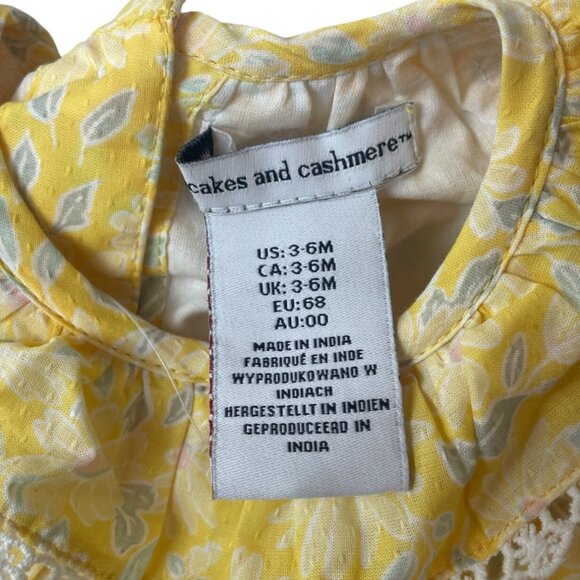 cakes and cashmere™
US: 3-6M
CA: 3-6M
UK: 3-6M
EU: 68
AU:00
MADE IN INDIA
FABRIQUÉ EN INDE
WYPRODUKOWANO W
INDIACH
HERGESTELLT IN INDIEN
GEPRODUCEERD IN
INDIA